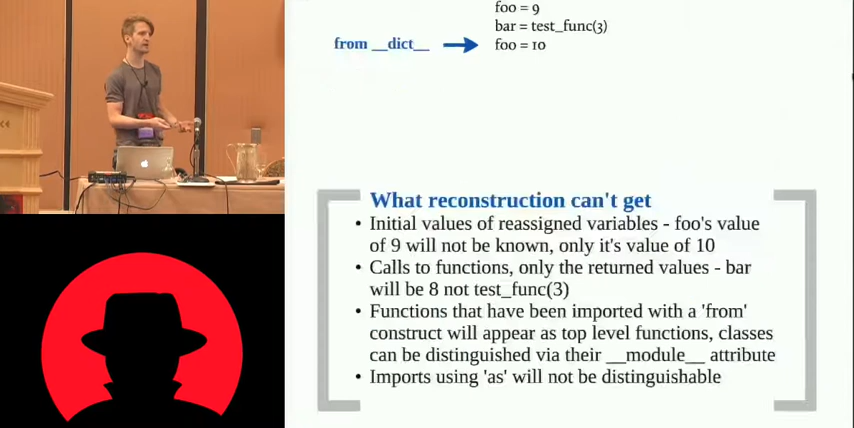 foo = 9
bar = test_func(3)
from __dict__
foo = 10
What reconstruction can't get
• Initial values of reassigned variables - foo's value
of 9 will not be known, only it's value of 10
• Calls to functions, only the returned values - bar
will be 8 not test_func(3)
• Functions that have been imported with a 'from'
construct will appear as top level functions, classes
can be distinguished via their __module__ attribute
• Imports using 'as' will not be distinguishable